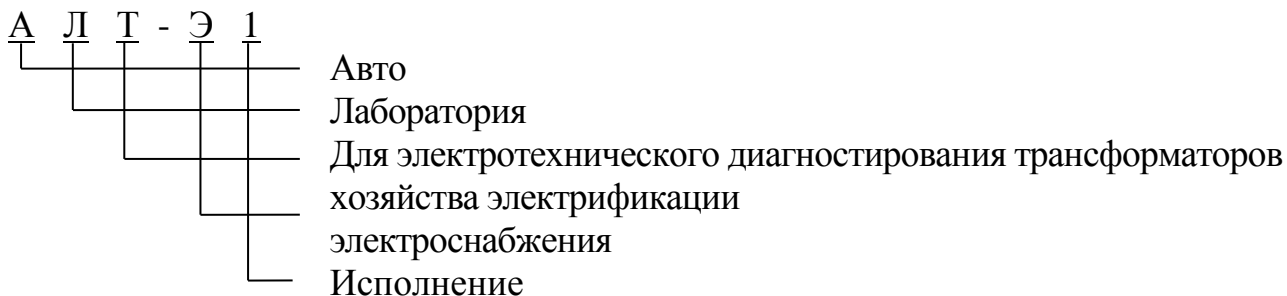 А Л Т - Э 1
Авто
Лаборатория
Для электротехнического диагностирования трансформаторов
хозяйства электрификации
электроснабжения
Исполнение